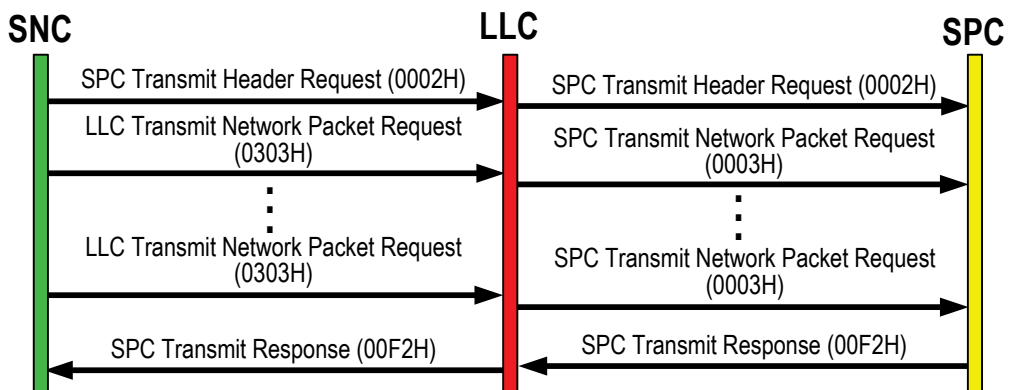 SNC
LLC
SPC
SPC Transmit Header Request (0002H)
SPC Transmit Header Request (0002H)
LLC Transmit Network Packet Request
(0303H)
SPC Transmit Network Packet Request
(0003H)
LLC Transmit Network Packet Request
(0303H)
SPC Transmit Network Packet Request
(0003H)
SPC Transmit Response (00F2H)
SPC Transmit Response (00F2H)